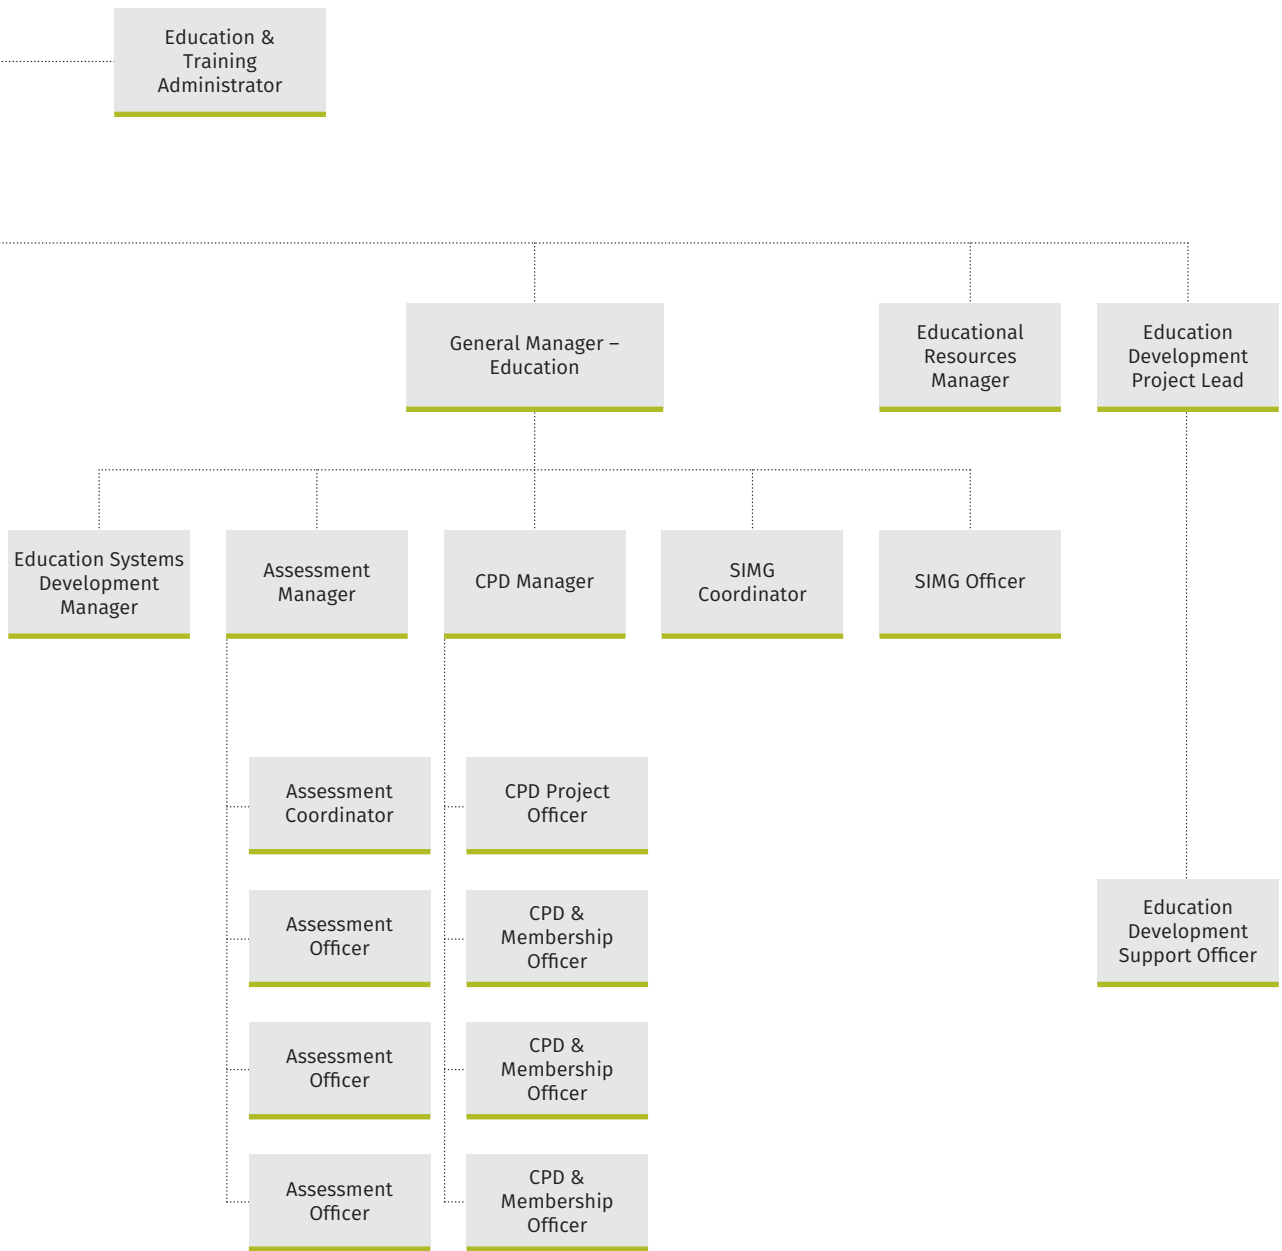 Education &
Training
Administrator
General Manager –
Education
Educational
Resources
Manager
Education
Development
Project Lead
Education Systems
Development
Manager
Assessment
Manager
CPD Manager
SIMG
Coordinator
SIMG Officer
Assessment
Coordinator
CPD Project
Officer
Assessment
Officer
CPD &
Membership
Officer
Education
Development
Support Officer
Assessment
Officer
CPD &
Membership
Officer
Assessment
Officer
CPD &
Membership
Officer